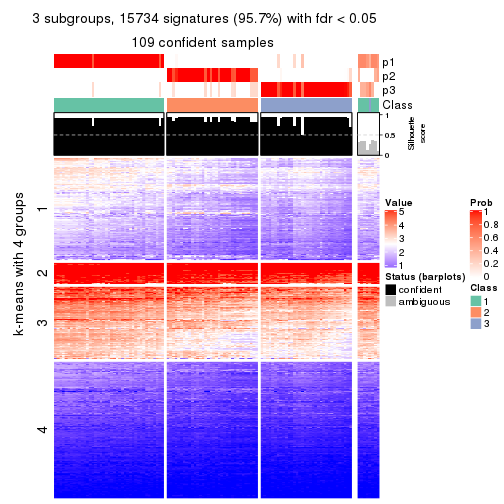 3 subgroups, 15734 signatures (95.7%) with fdr < 0.05
109 confident samples
p1
p2
p3
Class
1
0.5
0
Silhouette
score
k-means with 4 groups
1
2
3
4
Value
5
4
3
2
1
Status (barplots)
confident
ambiguous
Prob
1
0.8
0.6
0.4
0.2
0
Class
1
2
3